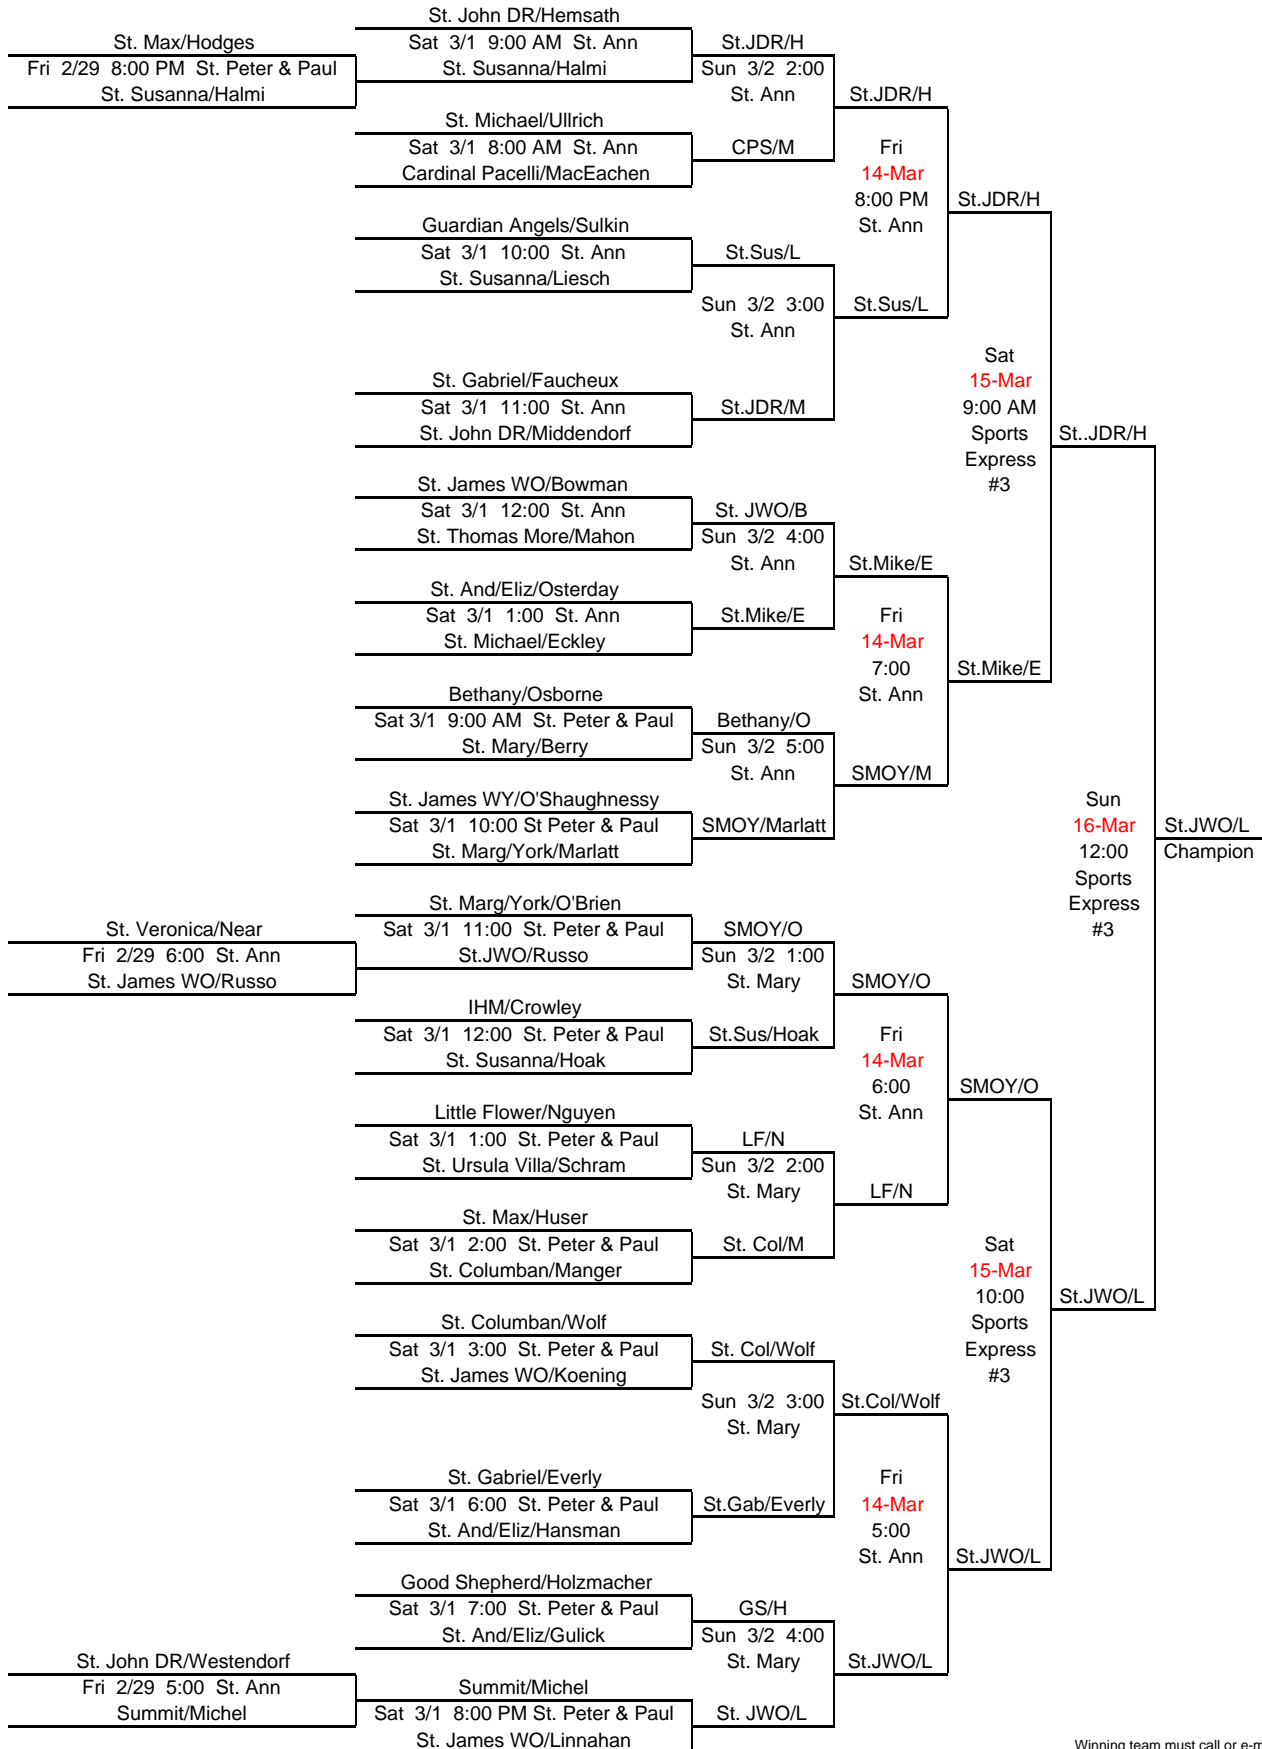 St. John DR/Hemsath
St. Max/Hodges
Sat 3/1 9:00 AM St. Ann
St.JDR/H
Fri 2/29 8:00 PM St. Peter & Paul
St. Susanna/Halmi
Sun 3/2 2:00
St. Susanna/Halmi
St. Ann
St.JDR/H
St. Michael/Ullrich
Sat 3/1 8:00 AM St. Ann
CPS/M
Fri
Cardinal Pacelli/MacEachen
14-Mar
8:00 PM
St.JDR/H
Guardian Angels/Sulkin
St. Ann
Sat 3/1 10:00 St. Ann
St.Sus/L
St. Susanna/Liesch
Sun 3/2 3:00
St.Sus/L
St. Ann
Sat
St. Gabriel/Faucheux
15-Mar
Sat 3/1 11:00 St. Ann
St.JDR/M
9:00 AM
St. John DR/Middendorf
Sports
St..JDR/H
Express
St. James WO/Bowman
#3
Sat 3/1 12:00 St. Ann
St. JWO/B
St. Thomas More/Mahon
Sun 3/2 4:00
St. Ann
St.Mike/E
St. And/Eliz/Osterday
Sat 3/1 1:00 St. Ann
St.Mike/E
Fri
St. Michael/Eckley
14-Mar
7:00
St.Mike/E
Bethany/Osborne
St. Ann
Sat 3/1 9:00 AM St. Peter & Paul
Bethany/O
St. Mary/Berry
Sun 3/2 5:00
St. Ann
SMOY/M
St. James WY/O'Shaughnessy
Sun
Sat 3/1 10:00 St Peter & Paul
SMOY/Marlatt
16-Mar
St.JWO/L
St. Marg/York/Marlatt
12:00
Champion
Sports
St. Marg/York/O'Brien
Express
St. Veronica/Near
Sat 3/1 11:00 St. Peter & Paul
SMOY/O
#3
Fri 2/29 6:00 St. Ann
St.JWO/Russo
Sun 3/2 1:00
St. James WO/Russo
St. Mary
SMOY/O
IHM/Crowley
Sat 3/1 12:00 St. Peter & Paul
St.Sus/Hoak
Fri
St. Susanna/Hoak
14-Mar
6:00
SMOY/O
Little Flower/Nguyen
St. Ann
Sat 3/1 1:00 St. Peter & Paul
LF/N
St. Ursula Villa/Schram
Sun 3/2 2:00
St. Mary
LF/N
St. Max/Huser
Sat 3/1 2:00 St. Peter & Paul
St. Col/M
Sat
St. Columban/Manger
15-Mar
10:00
St.JWO/L
St. Columban/Wolf
Sports
Sat 3/1 3:00 St. Peter & Paul
St. Col/Wolf
Express
St. James WO/Koening
#3
Sun 3/2 3:00
St.Col/Wolf
St. Mary
St. Gabriel/Everly
Fri
Sat 3/1 6:00 St. Peter & Paul
St.Gab/Everly
14-Mar
St. And/Eliz/Hansman
5:00
St. Ann
St.JWO/L
Good Shepherd/Holzmacher
Sat 3/1 7:00 St. Peter & Paul
GS/H
St. And/Eliz/Gulick
Sun 3/2 4:00
St. John DR/Westendorf
St. Mary
St.JWO/L
Fri 2/29 5:00 St. Ann
Summit/Michel
Summit/Michel
Sat 3/1 8:00 PM St. Peter & Paul
St. JWO/L
St. James WO/Linnahan
Winning team must call or e-m